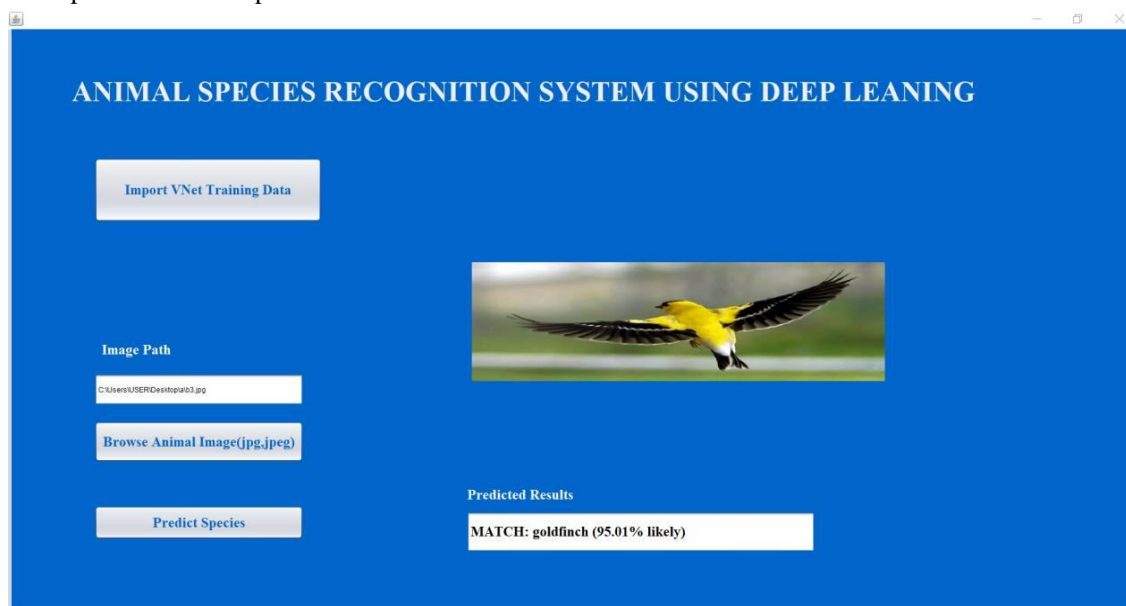 ANIMAL SPECIES RECOGNITION SYSTEM USING DEEP LEANING
Import VNet Training Data
Image Path
C:\Users\USER\Desktop\a\b3.jpg
Browse Animal Image(jpg,jpeg)
Predict Species
Predicted Results
MATCH: goldfinch (95.01% likely)